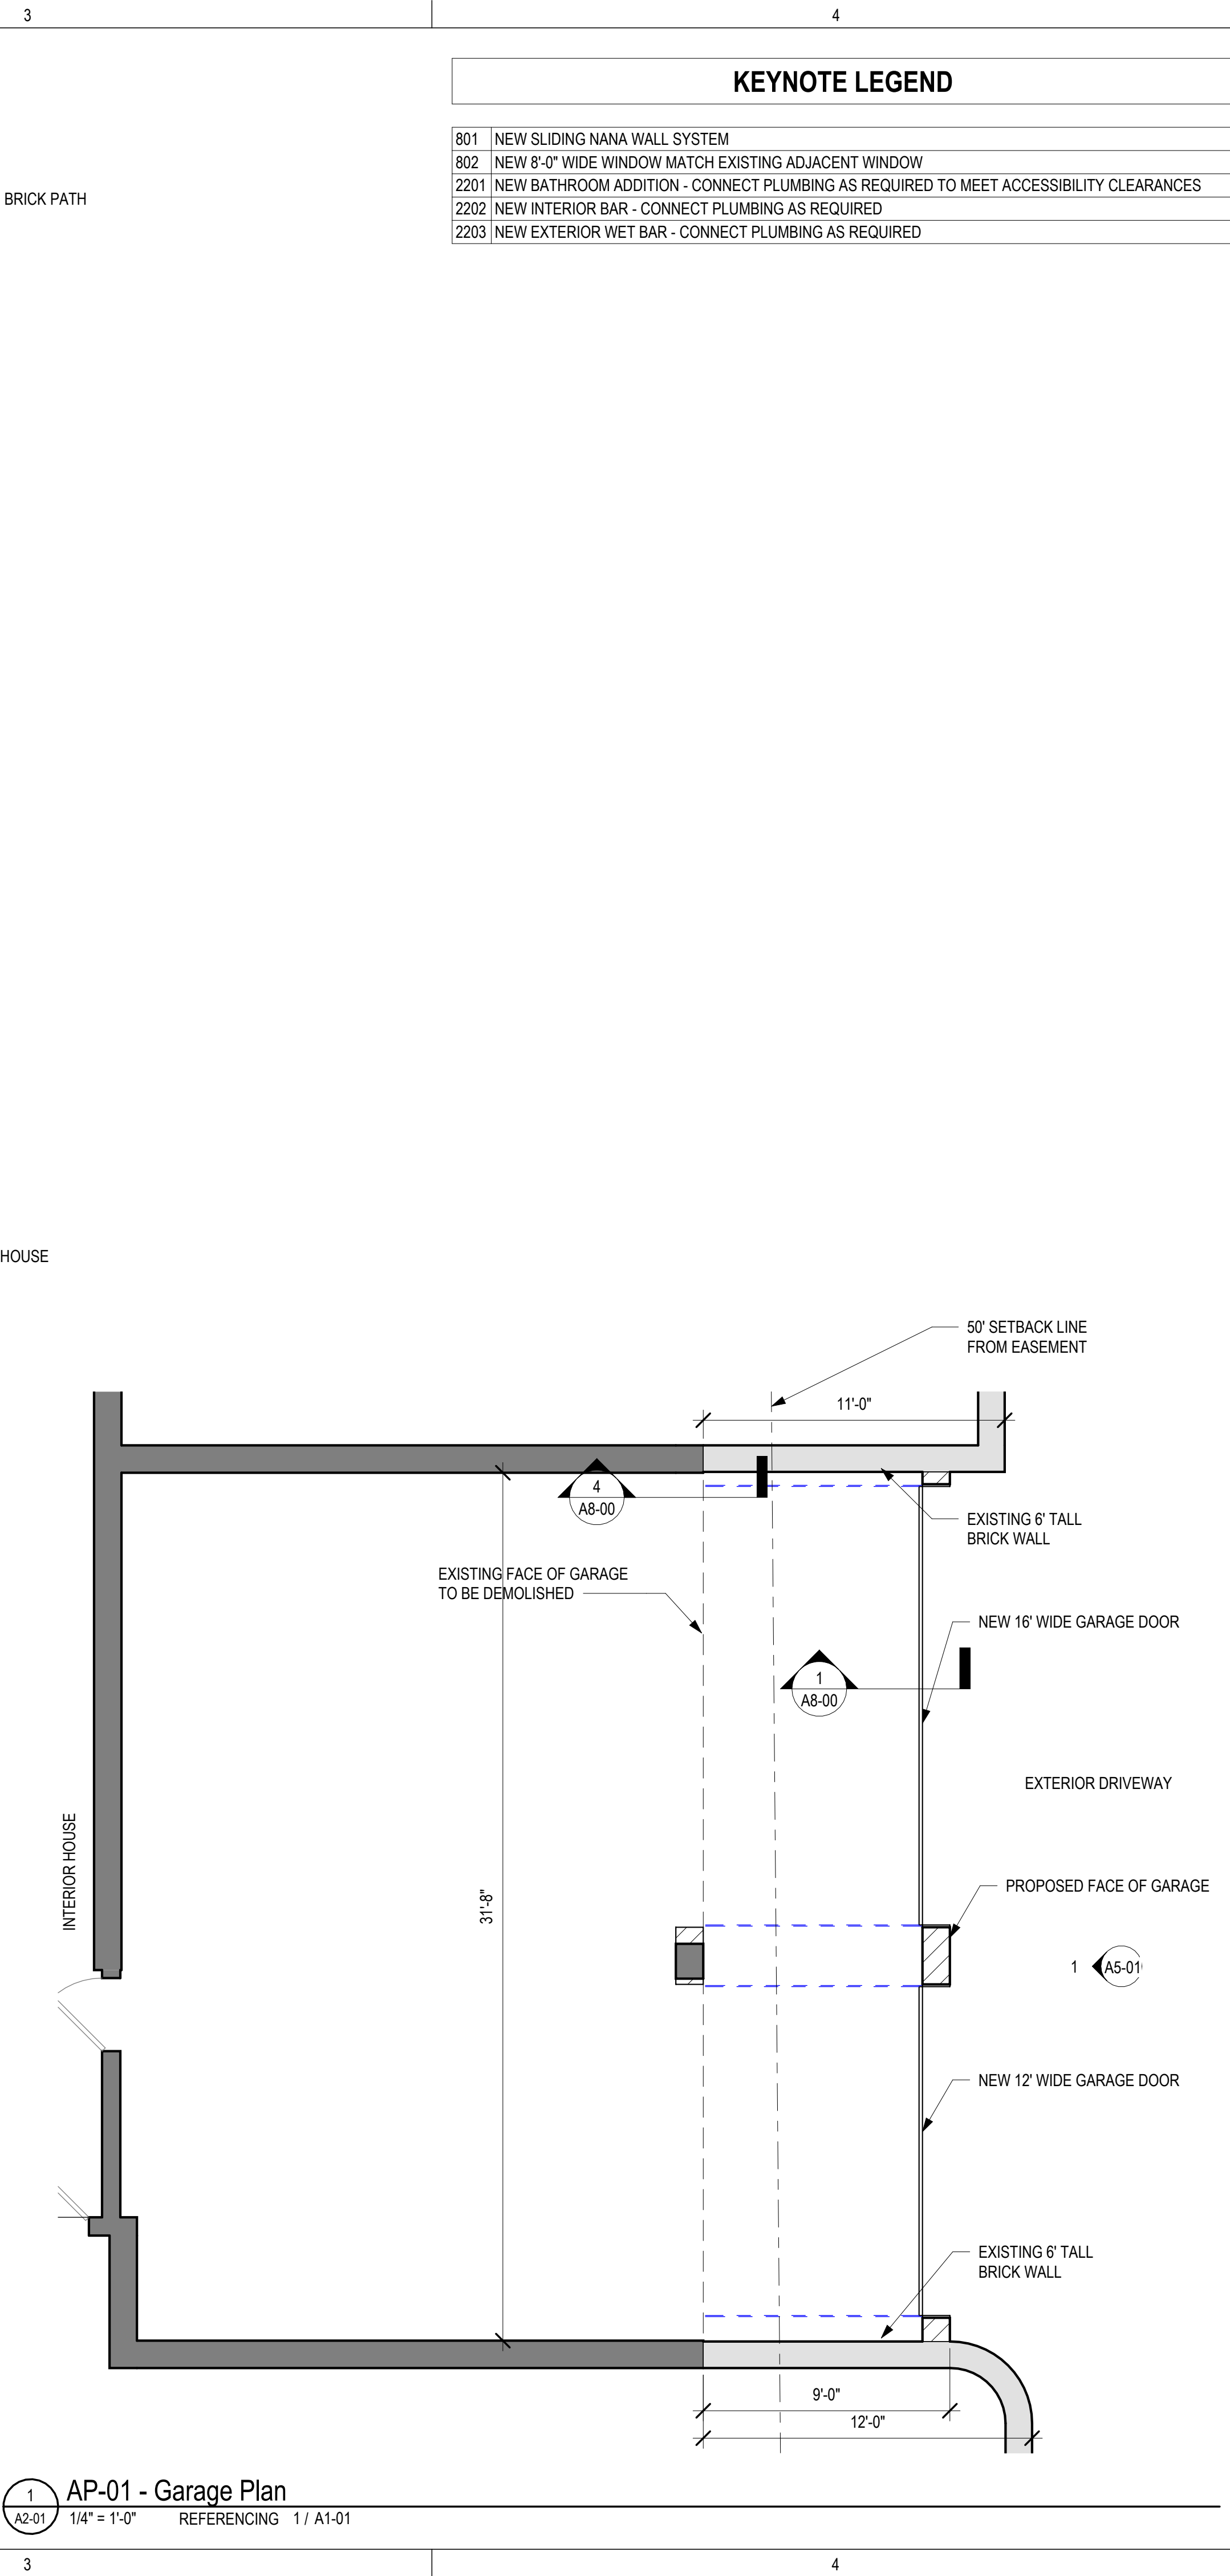 3
4
KEYNOTE LEGEND
801 NEW SLIDING NANA WALL SYSTEM
802 NEW 8'-0" WIDE WINDOW MATCH EXISTING ADJACENT WINDOW
2201 NEW BATHROOM ADDITION - CONNECT PLUMBING AS REQUIRED TO MEET ACCESSIBILITY CLEARANCES
2202 NEW INTERIOR BAR - CONNECT PLUMBING AS REQUIRED
2203 NEW EXTERIOR WET BAR - CONNECT PLUMBING AS REQUIRED
BRICK PATH
HOUSE
50' SETBACK LINE
FROM EASEMENT
11'-0"
4
A8-00
EXISTING 6' TALL
BRICK WALL
EXISTING FACE OF GARAGE
TO BE DEMOLISHED
NEW 16' WIDE GARAGE DOOR
1
A8-00
EXTERIOR DRIVEWAY
INTERIOR HOUSE
31'-8"
PROPOSED FACE OF GARAGE
1
A5-01
NEW 12' WIDE GARAGE DOOR
EXISTING 6' TALL
BRICK WALL
9'-0"
12'-0"
1
A2-01
AP-01 - Garage Plan
1/4" = 1'-0" REFERENCING 1 / A1-01
3
4